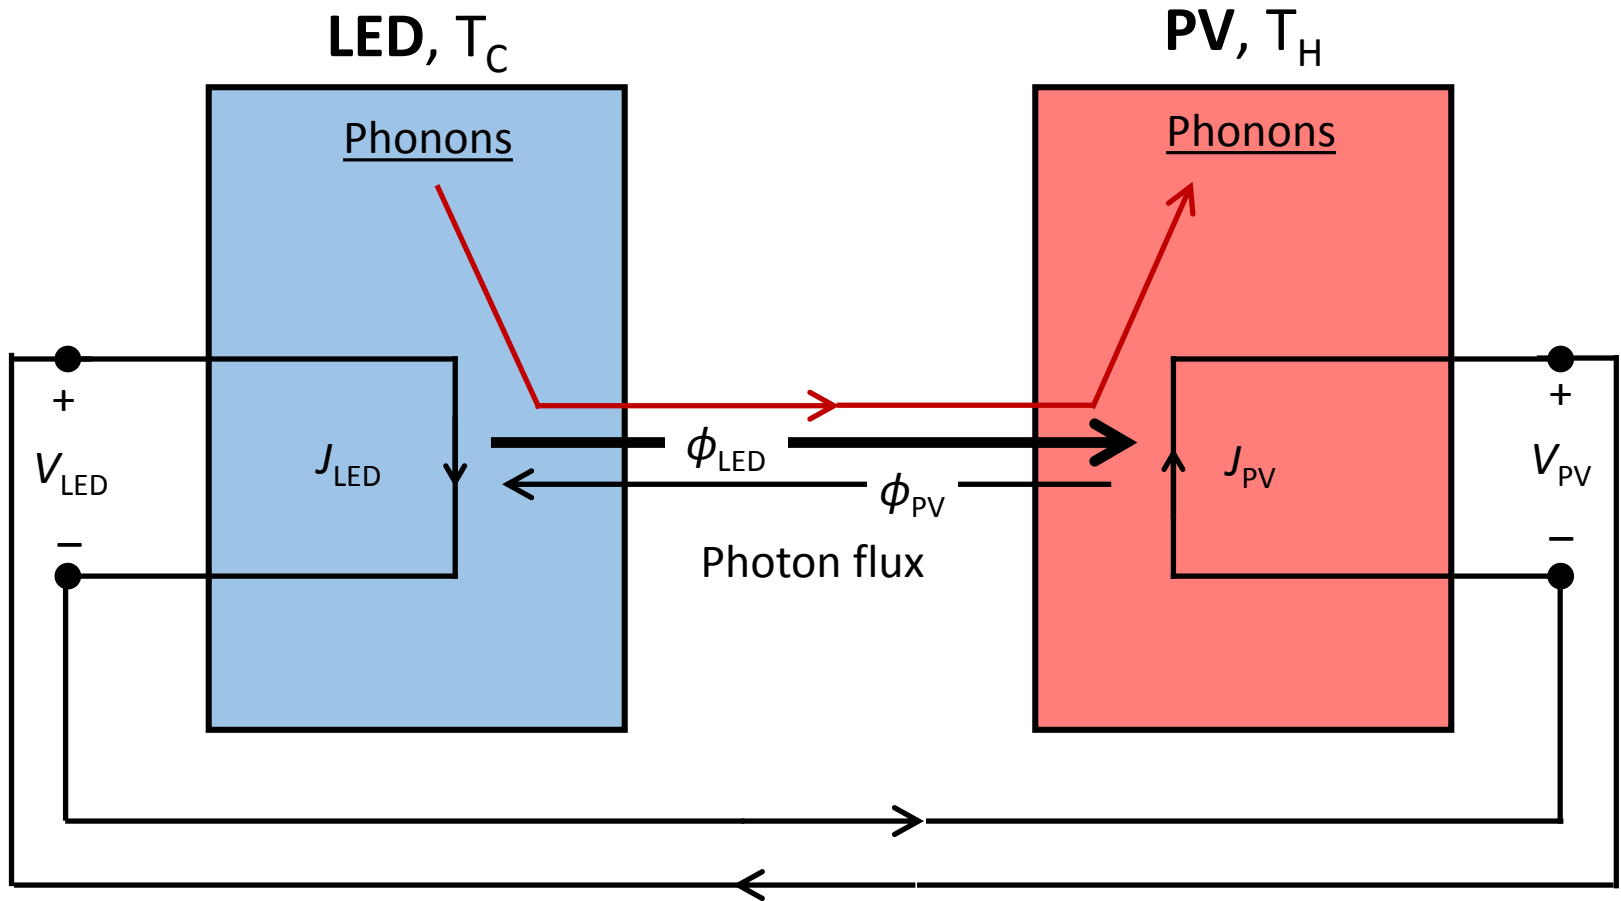 LED, T_C
PV, T_H
Phonons
Phonons
+
V_LED
−
J_LED
ϕ_LED
ϕ_PV
Photon flux
J_PV
+
V_PV
−